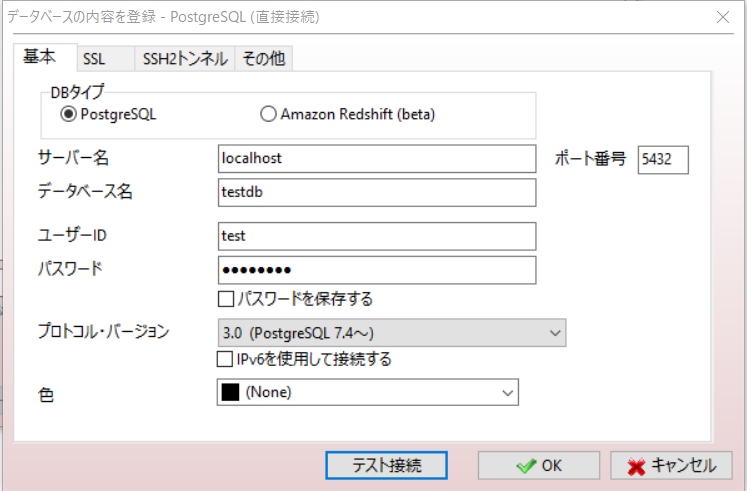 データベースの内容を登録 - PostgreSQL (直接接続)
基本 SSL SSH2トンネル その他
DBタイプ
PostgreSQL Amazon Redshift (beta)
サーバー名 localhost ポート番号 5432
データベース名 testdb
ユーザーID test
パスワード ●●●●●●●●
パスワードを保存する
プロトコル・バージョン 3.0 (PostgreSQL 7.4~)
IPv6を使用して接続する
色 (None)
テスト接続 OK キャンセル